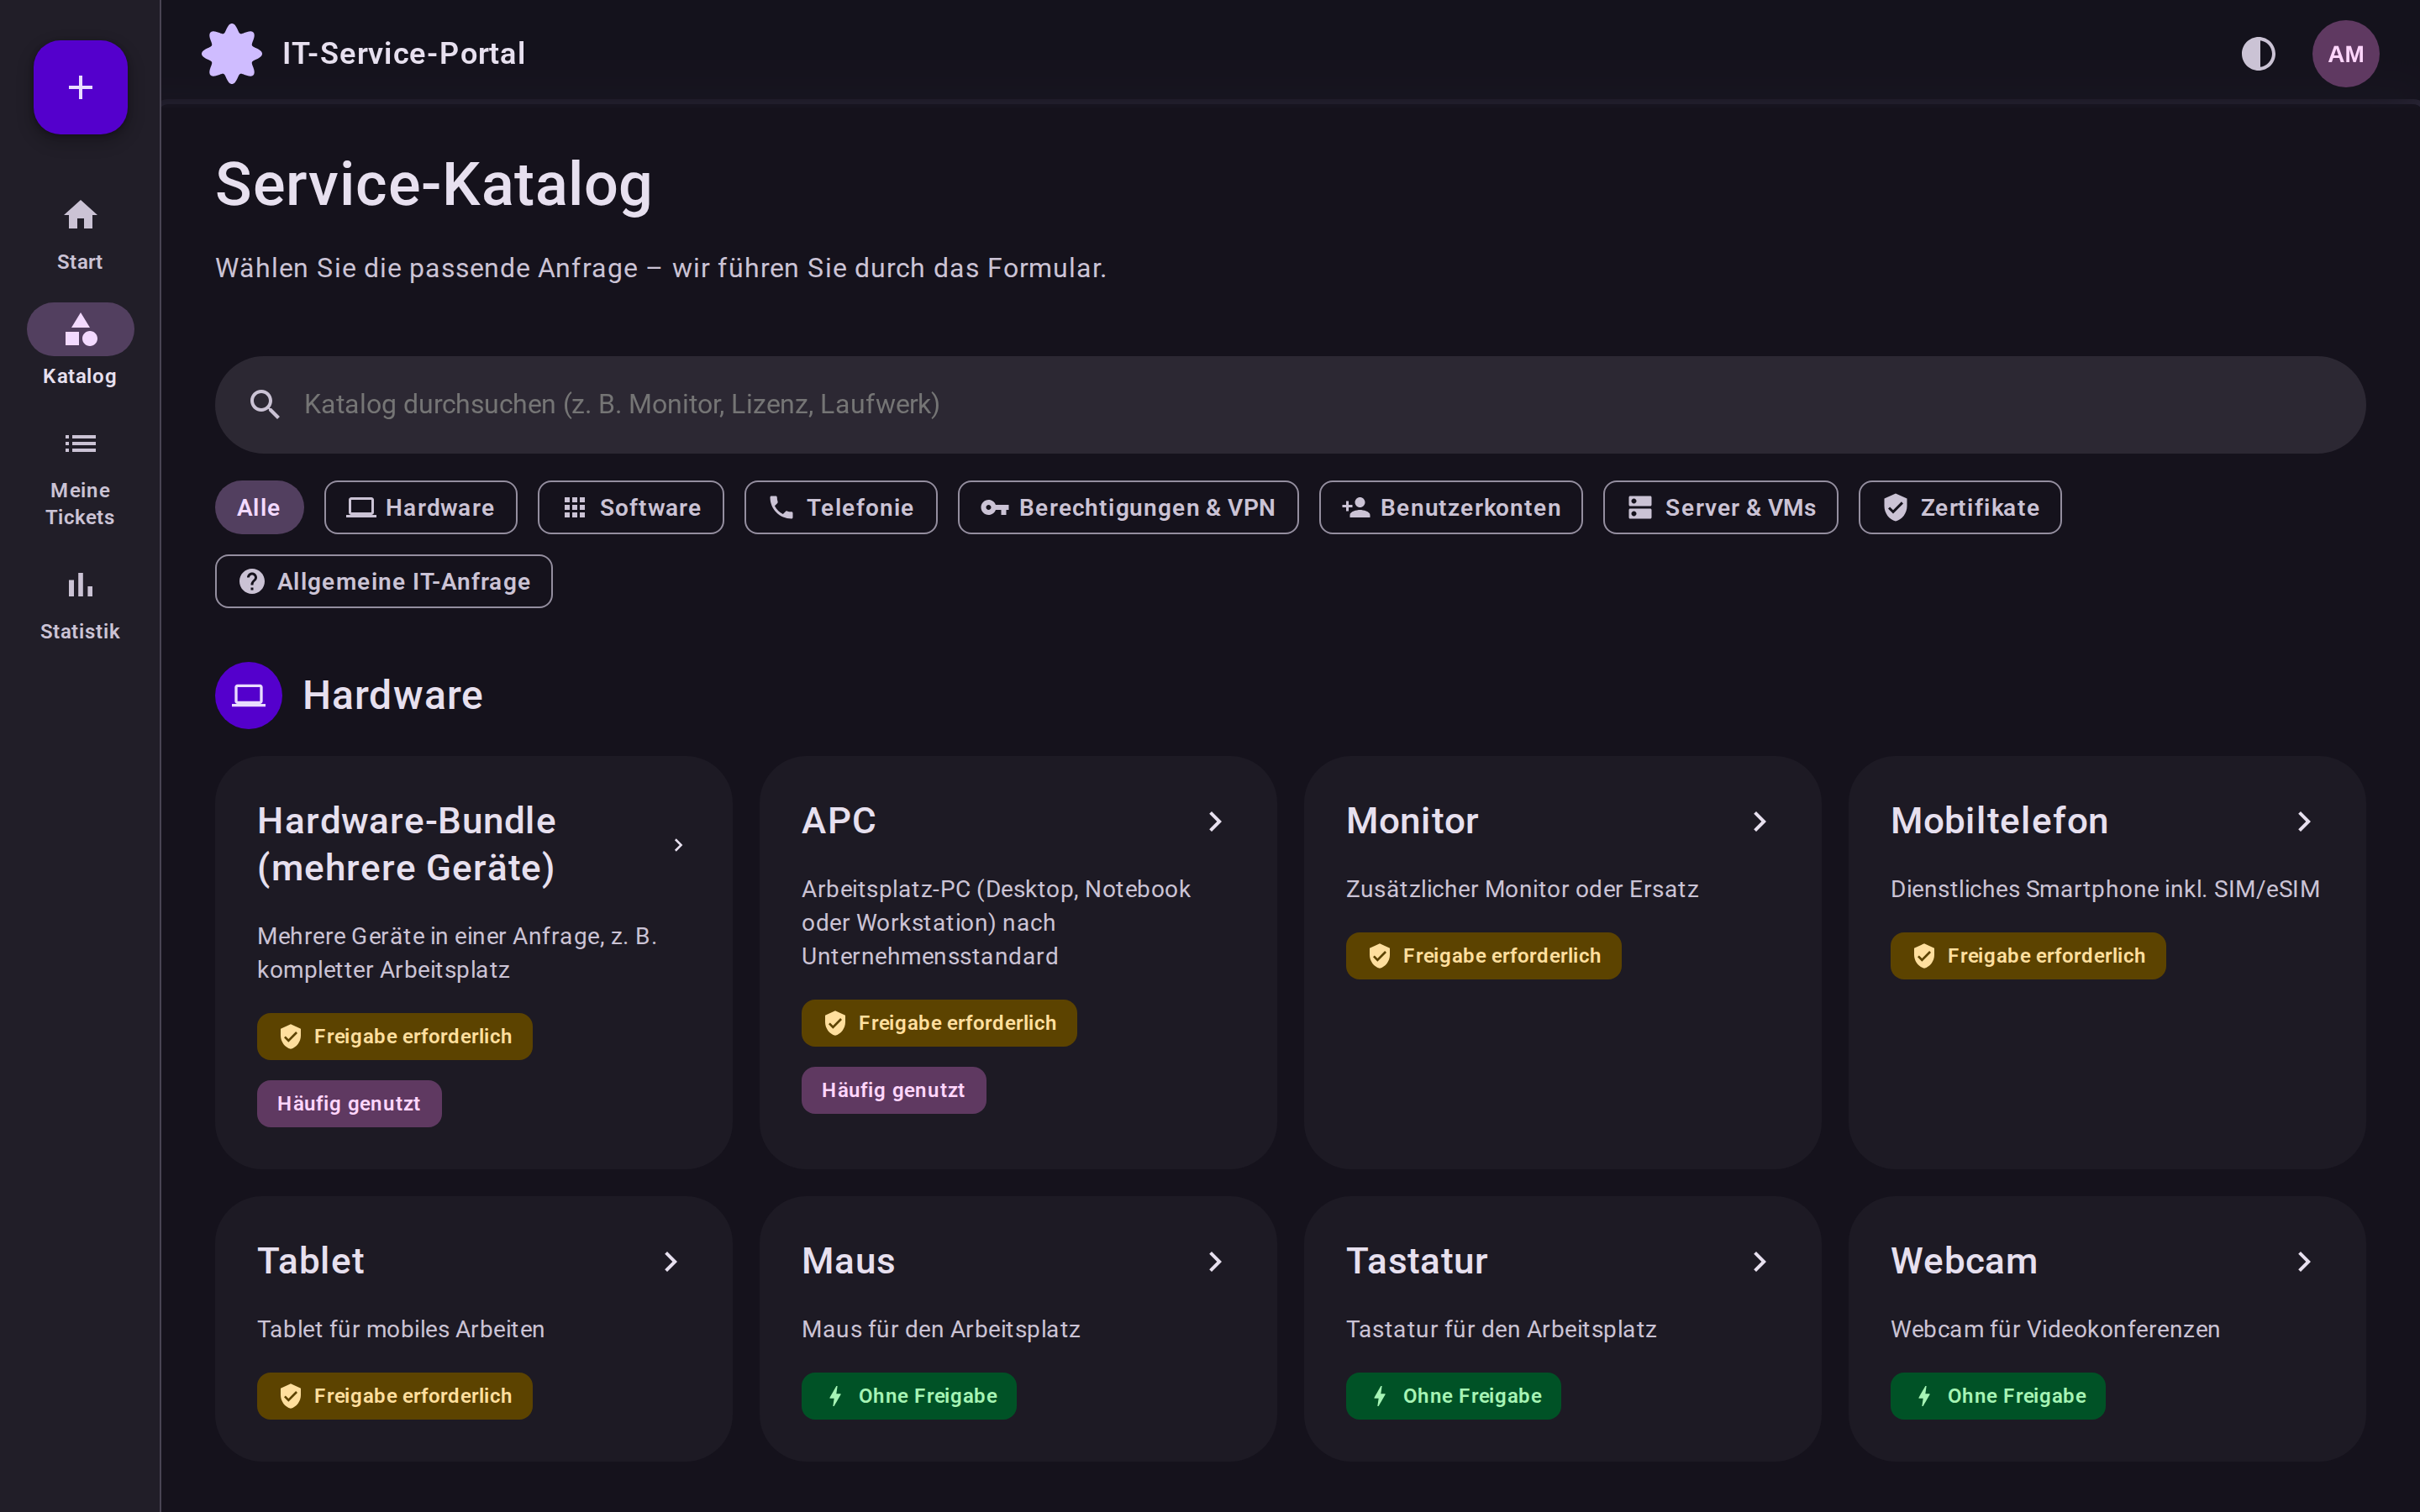 IT-Service-Portal
AM
Start
Katalog
Meine
Tickets
Statistik
Service-Katalog
Wählen Sie die passende Anfrage – wir führen Sie durch das Formular.
Katalog durchsuchen (z. B. Monitor, Lizenz, Laufwerk)
Alle
Hardware
Software
Telefonie
Berechtigungen & VPN
Benutzerkonten
Server & VMs
Zertifikate
Allgemeine IT-Anfrage
Hardware
Hardware-Bundle
(mehrere Geräte)
Mehrere Geräte in einer Anfrage, z. B.
kompletter Arbeitsplatz
Freigabe erforderlich
Häufig genutzt
APC
Arbeitsplatz-PC (Desktop, Notebook
oder Workstation) nach
Unternehmensstandard
Freigabe erforderlich
Häufig genutzt
Monitor
Zusätzlicher Monitor oder Ersatz
Freigabe erforderlich
Mobiltelefon
Dienstliches Smartphone inkl. SIM/eSIM
Freigabe erforderlich
Tablet
Tablet für mobiles Arbeiten
Freigabe erforderlich
Maus
Maus für den Arbeitsplatz
Ohne Freigabe
Tastatur
Tastatur für den Arbeitsplatz
Ohne Freigabe
Webcam
Webcam für Videokonferenzen
Ohne Freigabe